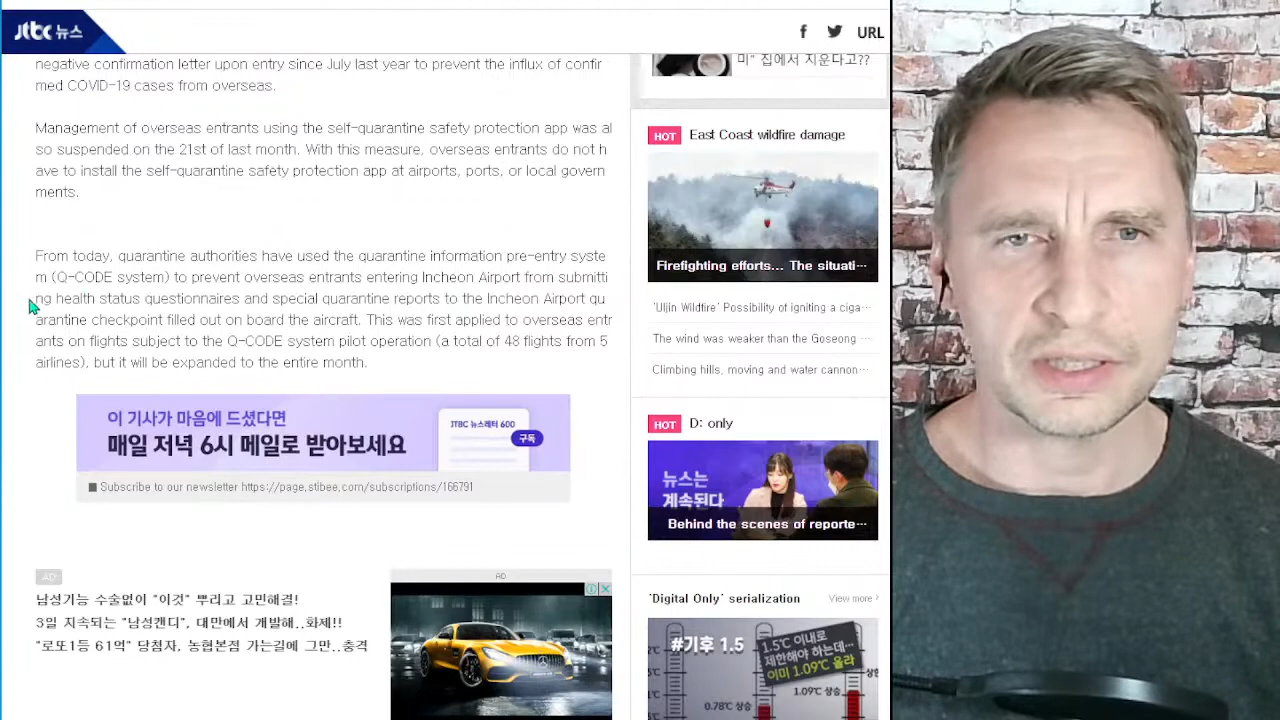 jtbc 뉴스
URL
negative confirmation letter upon entry since July last year to prevent the influx of confir
med COVID-19 cases from overseas.
Management of overseas entrants using the self-quarantine safety protection app was al
so suspended on the 21st of last month. With this measure, overseas entrants do not h
ave to install the self-quarantine safety protection app at airports, ports, or local govern
ments.
From today, quarantine authorities have used the quarantine information pre-entry syste
m (Q-CODE system) to prevent overseas entrants entering Incheon Airport from submitti
ng health status questionnaires and special quarantine reports to the Incheon Airport qu
arantine checkpoint filled out on board the aircraft. This was first applied to overseas entr
ants on flights subject to the Q-CODE system pilot operation (a total of 48 flights from 5
airlines), but it will be expanded to the entire month.
이 기사가 마음에 드셨다면
매일 저녁 6시 메일로 받아보세요
JTBC 뉴스레터 600
구독
■ Subscribe to our newsletter https://page.stibee.com/subscriptions/166791
AD
남성기능 수술없이 "이것" 뿌리고 고민해결!
3일 지속되는 "남성캔디", 대만에서 개발해..화제!!
"로또1등 61억" 당첨자, 농협본점 가는길에 그만..충격
AD
미" 집에서 지운다고??
HOT East Coast wildfire damage
Firefighting efforts... The situati···
'Uljin Wildfire' Possibility of igniting a ciga···
The wind was weaker than the Goseong ···
Climbing hills, moving and water cannon···
HOT D: only
뉴스는
계속된다
Behind the scenes of reporte···
'Digital Only' serialization
View more >
#기후 1.5
1.5℃ 이내로
제한해야 하는데...
이미 1.09℃ 올라
1.09℃ 상승
0.78℃ 상승